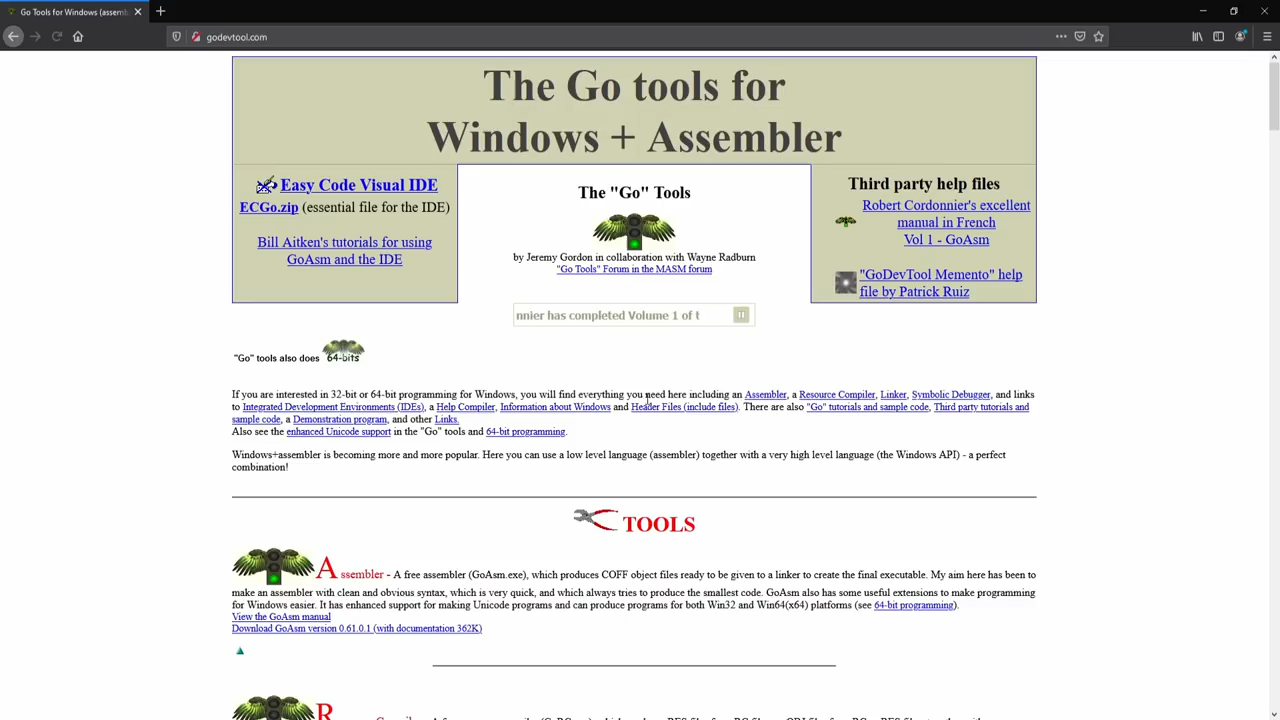 Go Tools for Windows (assemb
godevtool.com
The Go tools for
Windows + Assembler
Easy Code Visual IDE
ECGo.zip (essential file for the IDE)
Bill Aitken's tutorials for using
GoAsm and the IDE
The "Go" Tools
by Jeremy Gordon in collaboration with Wayne Radburn
"Go Tools" Forum in the MASM forum
Third party help files
Robert Cordonnier's excellent
manual in French
Vol 1 - GoAsm
"GoDevTool Memento" help
file by Patrick Ruiz
nnier has completed Volume 1 of t
"Go" tools also does 64-bits
If you are interested in 32-bit or 64-bit programming for Windows, you will find everything you need here including an Assembler, a Resource Compiler, Linker, Symbolic Debugger, and links
to Integrated Development Environments (IDEs), a Help Compiler, Information about Windows and Header Files (include files). There are also "Go" tutorials and sample code, Third party tutorials and
sample code, a Demonstration program, and other Links.
Also see the enhanced Unicode support in the "Go" tools and 64-bit programming.
Windows+assembler is becoming more and more popular. Here you can use a low level language (assembler) together with a very high level language (the Windows API) - a perfect
combination!
TOOLS
Assembler - A free assembler (GoAsm.exe), which produces COFF object files ready to be given to a linker to create the final executable. My aim here has been to
make an assembler with clean and obvious syntax, which is very quick, and which always tries to produce the smallest code. GoAsm also has some useful extensions to make programming
for Windows easier. It has enhanced support for making Unicode programs and can produce programs for both Win32 and Win64(x64) platforms (see 64-bit programming).
View the GoAsm manual
Download GoAsm version 0.61.0.1 (with documentation 362K)
R